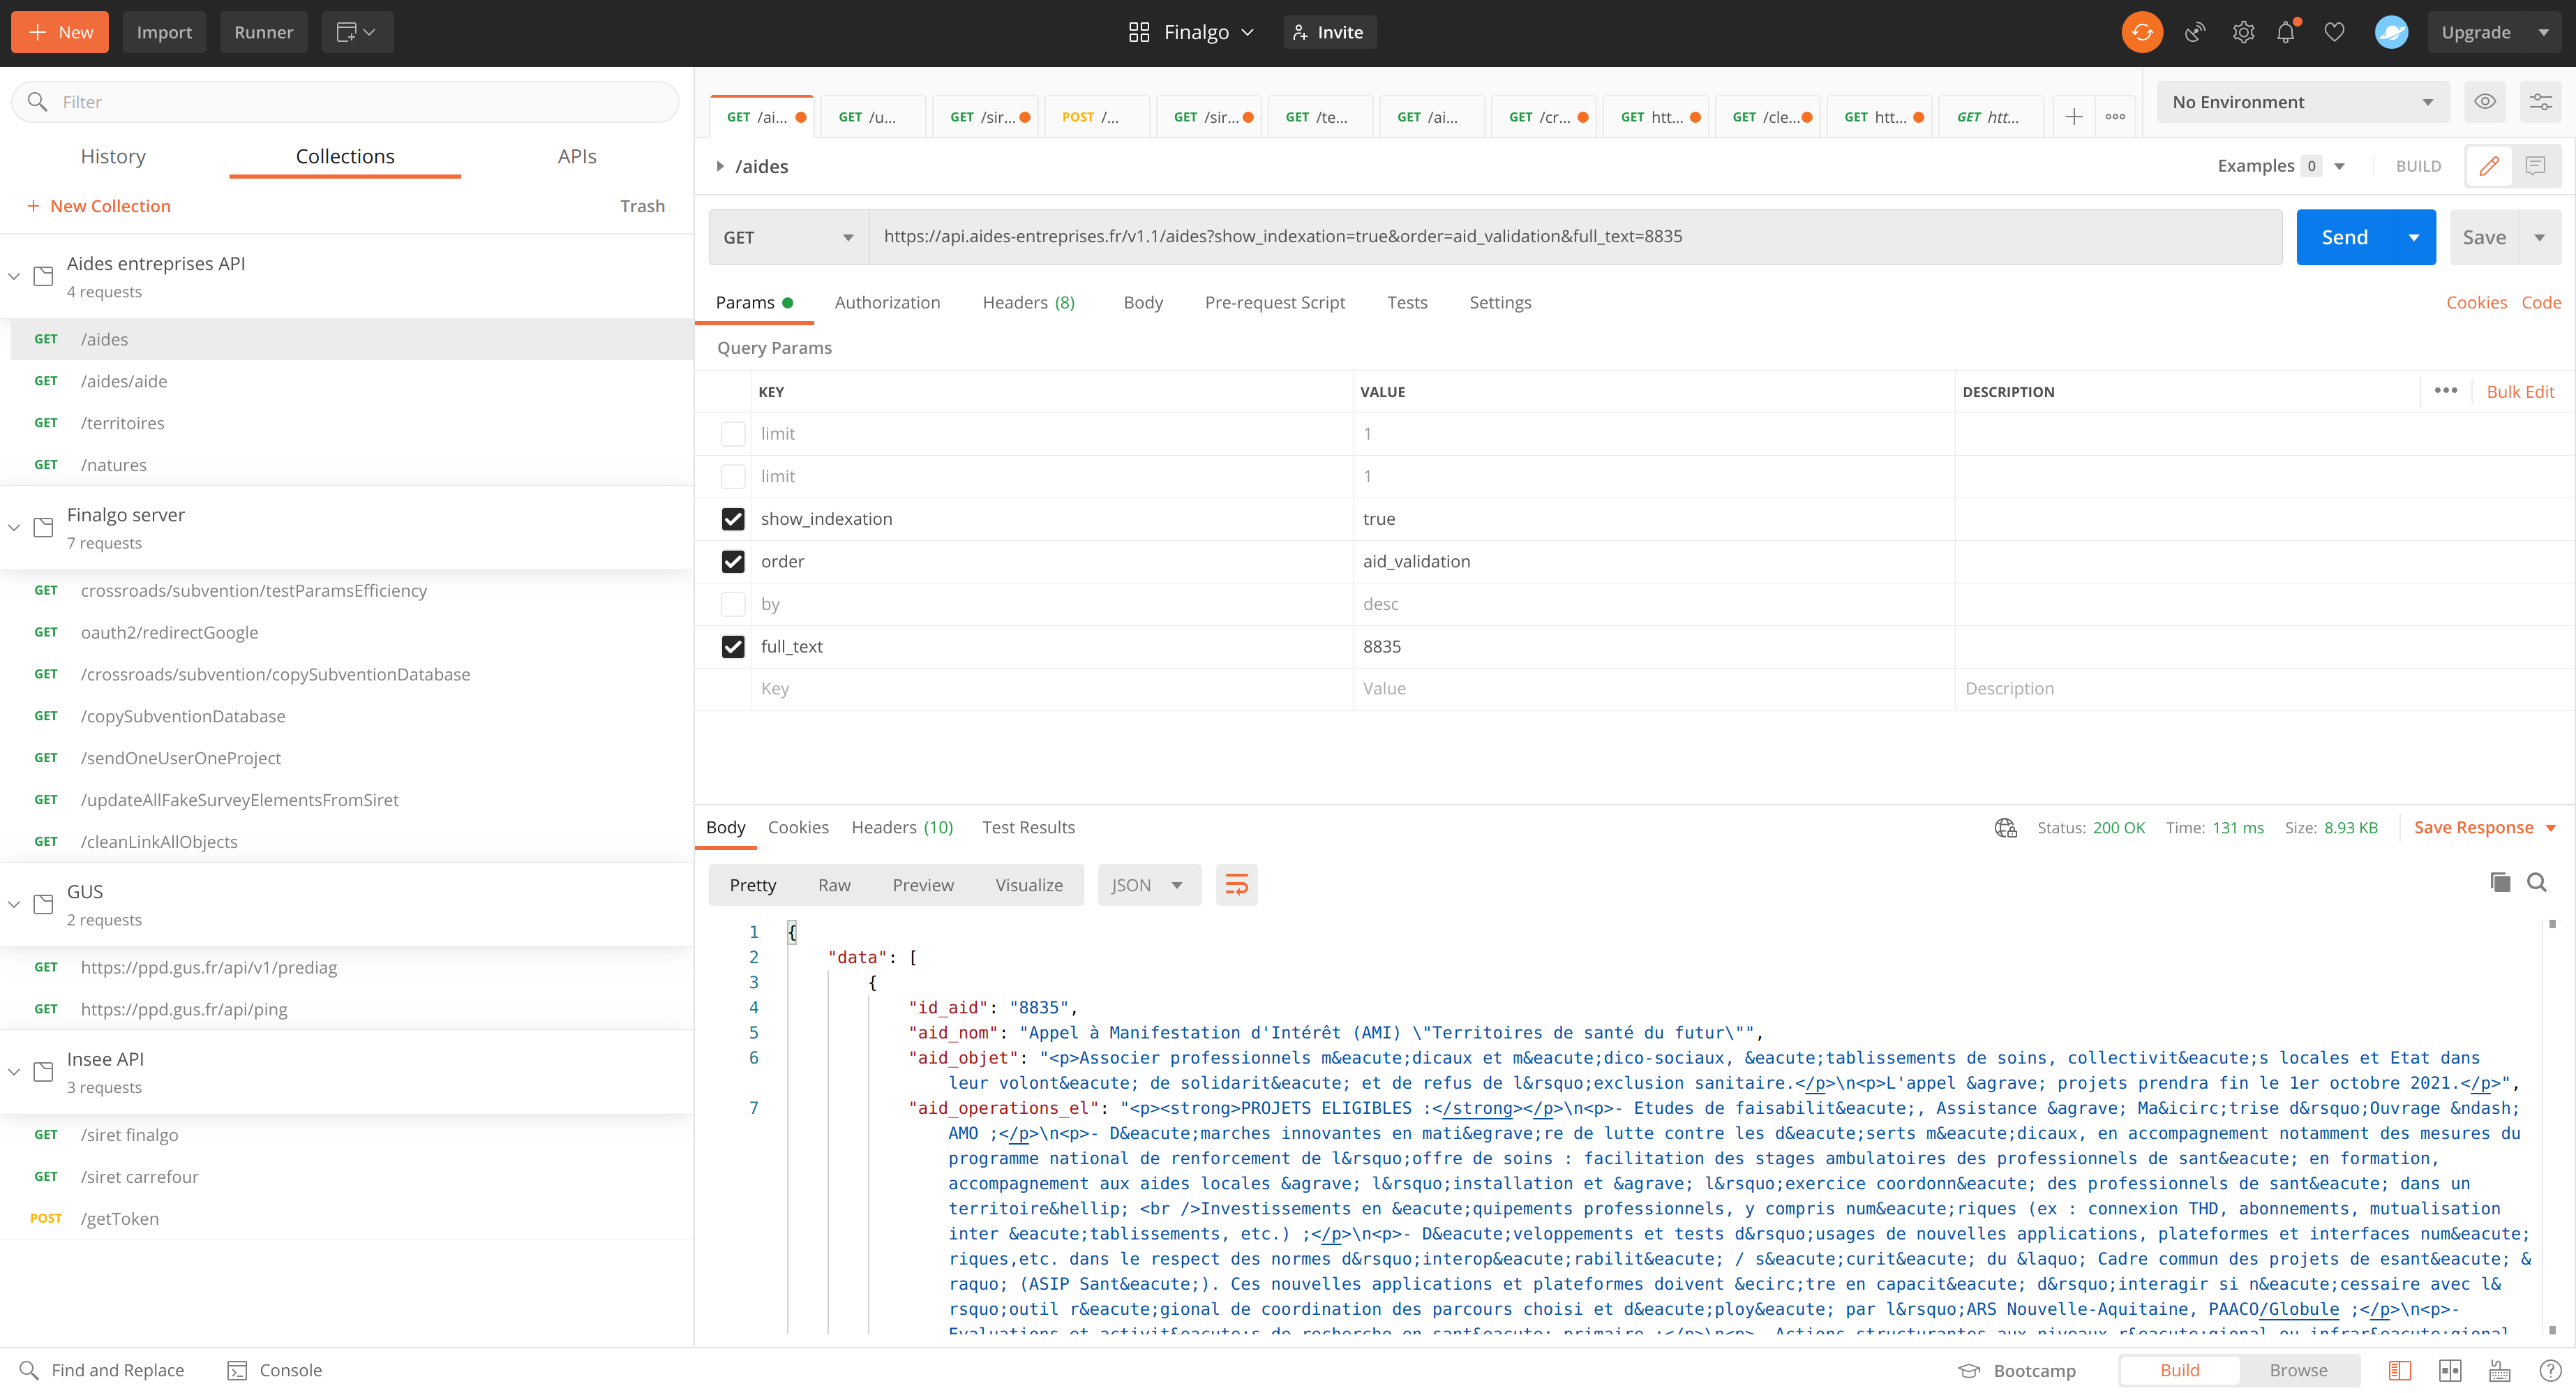 New Import Runner Finalgo Invite Upgrade
Filter
History Collections APIs
New Collection Trash
Aides entreprises API
4 requests
GET /aides
GET /aides/aide
GET /territoires
GET /natures
Finalgo server
7 requests
GET crossroads/subvention/testParamsEfficiency
GET oauth2/redirectGoogle
GET /crossroads/subvention/copySubventionDatabase
GET /copySubventionDatabase
GET /sendOneUserOneProject
GET /updateAllFakeSurveyElementsFromSiret
GET /cleanLinkAllObjects
GUS
2 requests
GET https://ppd.gus.fr/api/v1/prediag
GET https://ppd.gus.fr/api/ping
Insee API
3 requests
GET /siret finalgo
GET /siret carrefour
POST /getToken
GET /ai... GET /u... GET /sir... POST /... GET /sir... GET /te... GET /ai... GET /cr... GET htt... GET /cle... GET htt... GET htt... No Environment
/aides Examples 0 BUILD
GET https://api.aides-entreprises.fr/v1.1/aides?show_indexation=true&order=aid_validation&full_text=8835 Send Save
Params Authorization Headers (8) Body Pre-request Script Tests Settings Cookies Code
Query Params
KEY VALUE DESCRIPTION Bulk Edit
limit 1
limit 1
show_indexation true
order aid_validation
by desc
full_text 8835
Key Value Description
Body Cookies Headers (10) Test Results Status: 200 OK Time: 131 ms Size: 8.93 KB Save Response
Pretty Raw Preview Visualize JSON
1 {
2 "data": [
3 {
4 "id_aid": "8835",
5 "aid_nom": "Appel à Manifestation d'Intérêt (AMI) \"Territoires de santé du futur\"",
6 "aid_objet": "<p>Associer professionnels m&eacute;dicaux et m&eacute;dico-sociaux, &eacute;tablissements de soins, collectivit&eacute;s locales et Etat dans
leur volont&eacute; de solidarit&eacute; et de refus de l&rsquo;exclusion sanitaire.</p>\n<p>L'appel &agrave; projets prendra fin le 1er octobre 2021.</p>",
7 "aid_operations_el": "<p><strong>PROJETS ELIGIBLES :</strong></p>\n<p>- Etudes de faisabilit&eacute;, Assistance &agrave; Ma&icirc;trise d&rsquo;Ouvrage &ndash;
AMO ;</p>\n<p>- D&eacute;marches innovantes en mati&egrave;re de lutte contre les d&eacute;serts m&eacute;dicaux, en accompagnement notamment des mesures du
programme national de renforcement de l&rsquo;offre de soins : facilitation des stages ambulatoires des professionnels de sant&eacute; en formation,
accompagnement aux aides locales &agrave; l&rsquo;installation et &agrave; l&rsquo;exercice coordonn&eacute; des professionnels de sant&eacute; dans un
territoire&hellip; <br />Investissements en &eacute;quipements professionnels, y compris num&eacute;riques (ex : connexion THD, abonnements, mutualisation
inter &eacute;tablissements, etc.) ;</p>\n<p>- D&eacute;veloppements et tests d&rsquo;usages de nouvelles applications, plateformes et interfaces num&eacute;
riques,etc. dans le respect des normes d&rsquo;interop&eacute;rabilit&eacute; / s&eacute;curit&eacute; du &laquo; Cadre commun des projets de esant&eacute; &
raquo; (ASIP Sant&eacute;). Ces nouvelles applications et plateformes doivent &ecirc;tre en capacit&eacute; d&rsquo;interagir si n&eacute;cessaire avec l&
rsquo;outil r&eacute;gional de coordination des parcours choisi et d&eacute;ploy&eacute; par l&rsquo;ARS Nouvelle-Aquitaine, PAACO/Globule ;</p>\n<p>-
Evaluations et activit&eacute;s de recherche en sant&eacute; primaire ;</p>\n<p>- Actions structurantes aux niveaux r&eacute;gional ou infrar&eacute;gional
Find and Replace Console Bootcamp Build Browse